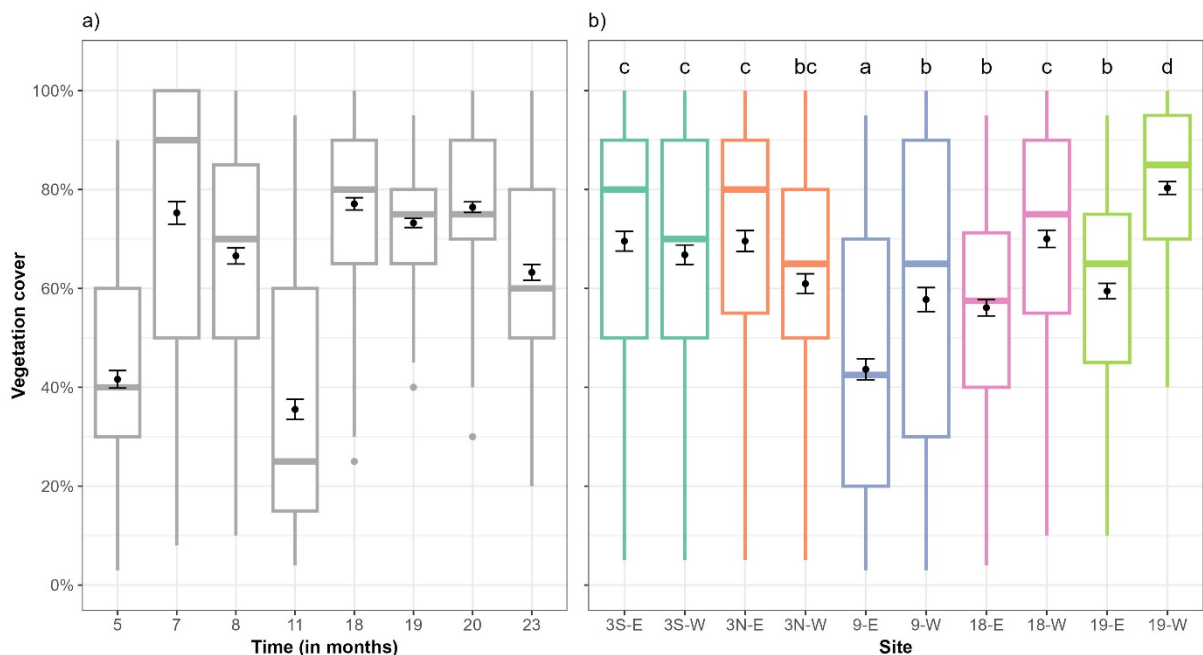 a)
b)
c c c bc a b b c b d
100%
80%
60%
40%
20%
0%
Vegetation cover
5 7 8 11 18 19 20 23
3S-E 3S-W 3N-E 3N-W 9-E 9-W 18-E 18-W 19-E 19-W
Time (in months)
Site